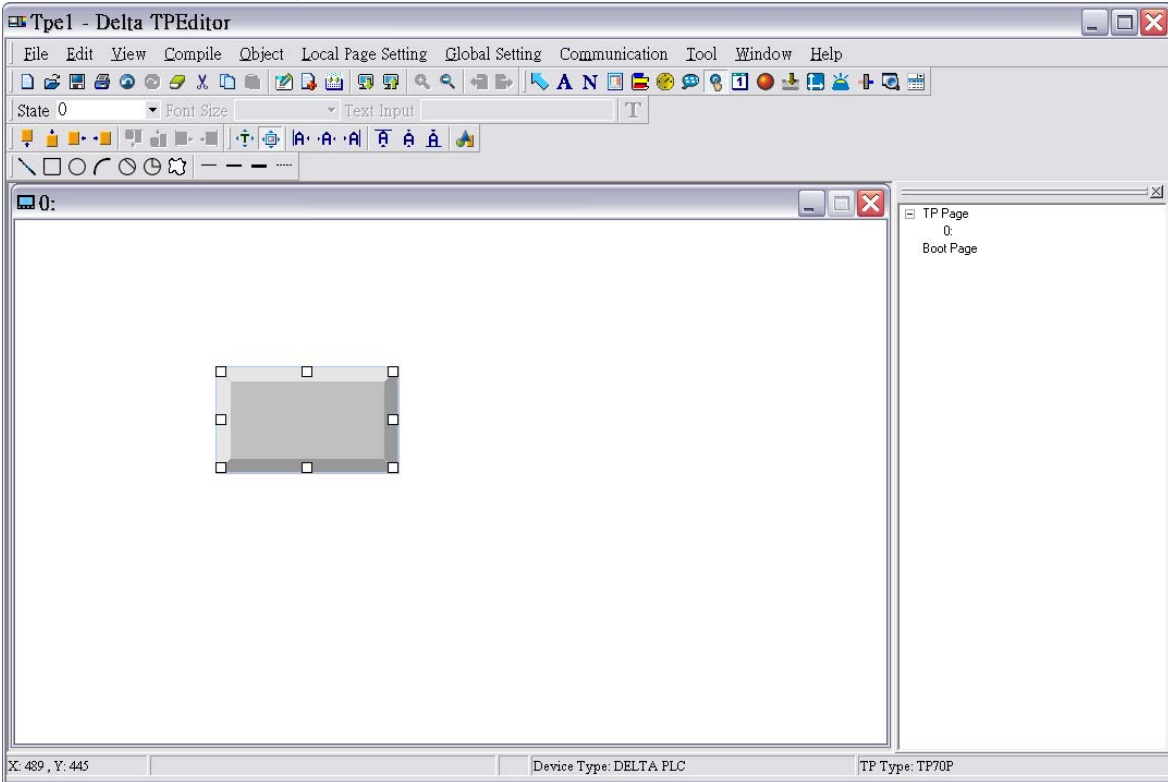 Tpe1 - Delta TPEditor
File Edit View Compile Object Local Page Setting Global Setting Communication Tool Window Help
A N 1
State 0 Font Size Text Input T
T A A A A A A
0:
TP Page
0:
Boot Page
X: 489 , Y: 445 Device Type: DELTA PLC TP Type: TP70P